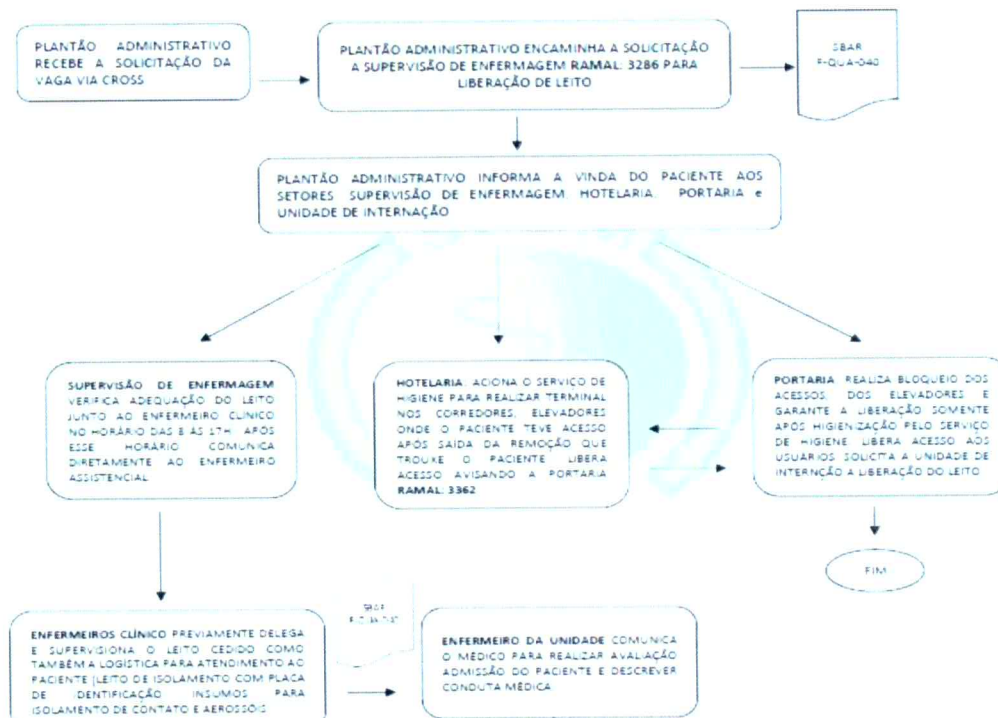 PLANTÃO ADMINISTRATIVO
RECEBE A SOLICITAÇÃO DA
VAGA VIA CROSS
PLANTÃO ADMINISTRATIVO ENCAMINHA A SOLICITAÇÃO
A SUPERVISÃO DE ENFERMAGEM RAMAL: 3286 PARA
LIBERAÇÃO DE LEITO
SBAR
F-QUA-040
PLANTÃO ADMINISTRATIVO INFORMA A VINDA DO PACIENTE AOS
SETORES SUPERVISÃO DE ENFERMAGEM HOTELARIA. PORTARIA e
UNIDADE DE INTERNAÇÃO
SUPERVISÃO DE ENFERMAGEM
VERIFICA ADEQUAÇÃO DO LEITO
JUNTO AO ENFERMEIRO CLÍNICO
NO HORÁRIO DAS 8 ÀS 17H. APÓS
ESSE HORÁRIO COMUNICA
DIRETAMENTE AO ENFERMEIRO
ASSISTENCIAL
HOTELARIA: ACIONA O SERVIÇO DE
HIGIENE PARA REALIZAR TERMINAL
NOS CORREDORES, ELEVADORES
ONDE O PACIENTE TEVE ACESSO
APÓS SAÍDA DA REMOÇÃO QUE
TROUXE O PACIENTE LIBERA
ACESSO AVISANDO A PORTARIA
RAMAL: 3362
PORTARIA: REALIZA BLOQUEIO DOS
ACESSOS, DOS ELEVADORES E
GARANTE A LIBERAÇÃO SOMENTE
APÓS HIGIENIZAÇÃO PELO SERVIÇO
DE HIGIENE LIBERA ACESSO AOS
USUÁRIOS. SOLICITA A UNIDADE DE
INTERNÇÃO A LIBERAÇÃO DO LEITO
FIM
ENFERMEIROS CLÍNICO PREVIAMENTE DELEGA
E SUPERVISIONA O LEITO CEDIDO COMO
TAMBÉM A LOGÍSTICA PARA ATENDIMENTO AO
PACIENTE (LEITO DE ISOLAMENTO COM PLACA
DE IDENTIFICAÇÃO INSUMOS PARA
ISOLAMENTO DE CONTATO E AEROSSÓIS
SBAR
ENFERMEIRO DA UNIDADE COMUNICA
O MÉDICO PARA REALIZAR AVALIAÇÃO
ADMISSÃO DO PACIENTE E DESCREVER
CONDUTA MÉDICA